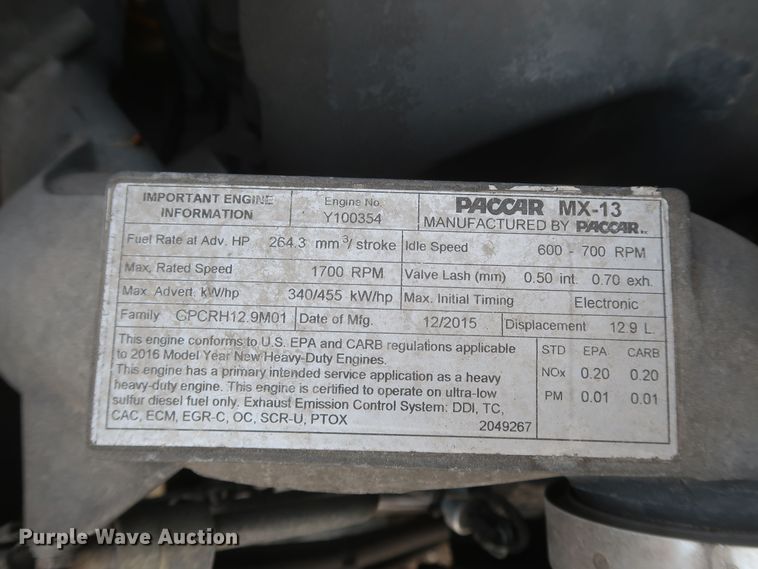 IMPORTANT ENGINE INFORMATION
Engine No.
Y100354
PACCAR MX-13
MANUFACTURED BY PACCAR INC.
Fuel Rate at Adv. HP 264.3 mm³/ stroke
Idle Speed 600 - 700 RPM
Max. Rated Speed 1700 RPM
Valve Lash (mm) 0.50 int. 0.70 exh.
Max. Advert. kW/hp 340/455 kW/hp
Max. Initial Timing Electronic
Family GPCRH12.9M01
Date of Mfg. 12/2015
Displacement 12.9 L
This engine conforms to U.S. EPA and CARB regulations applicable
to 2016 Model Year New Heavy-Duty Engines.
This engine has a primary intended service application as a heavy
heavy-duty engine. This engine is certified to operate on ultra-low
sulfur diesel fuel only. Exhaust Emission Control System: DDI, TC,
CAC, ECM, EGR-C, OC, SCR-U, PTOX 2049267
STD EPA CARB
NOx 0.20 0.20
PM 0.01 0.01
Purple Wave Auction